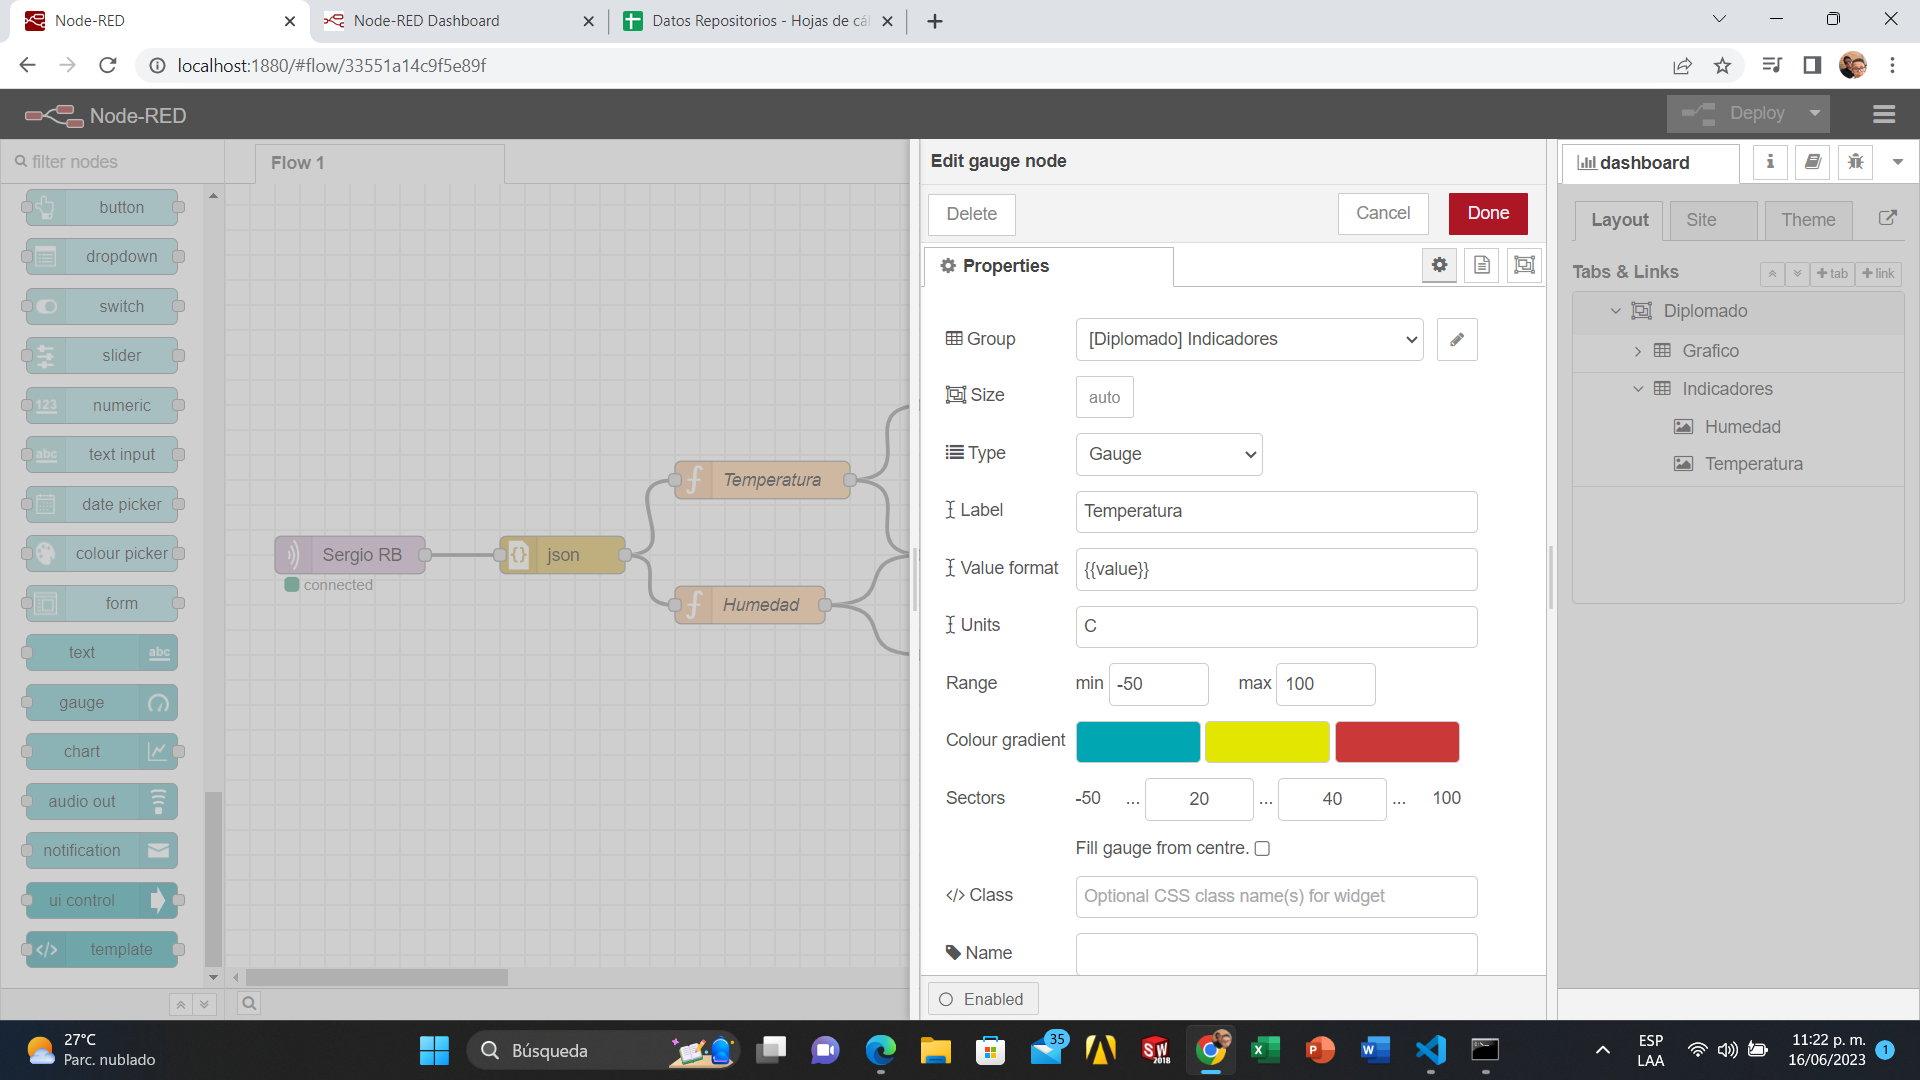 Node-RED
Node-RED Dashboard
Datos Repositorios - Hojas de cál
localhost:1880/#flow/33551a14c9f5e89f
Node-RED
Deploy
filter nodes
Flow 1
button
dropdown
switch
slider
123 numeric
abc text input
date picker
colour picker
form
text abc
gauge
chart
audio out
notification
ui control
template
Sergio RB
connected
json
Temperatura
Humedad
Edit gauge node
Delete
Cancel
Done
Properties
Group
[Diplomado] Indicadores
Size
auto
Type
Gauge
Label
Temperatura
Value format
{{value}}
Units
C
Range
min -50
max 100
Colour gradient
Sectors
-50 ... 20 ... 40 ... 100
Fill gauge from centre.
</> Class
Optional CSS class name(s) for widget
Name
Enabled
dashboard
Layout
Site
Theme
Tabs & Links
+ tab
+ link
Diplomado
Grafico
Indicadores
Humedad
Temperatura
27°C
Parc. nublado
Búsqueda
35
SW
2018
ESP
LAA
11:22 p. m.
16/06/2023
1